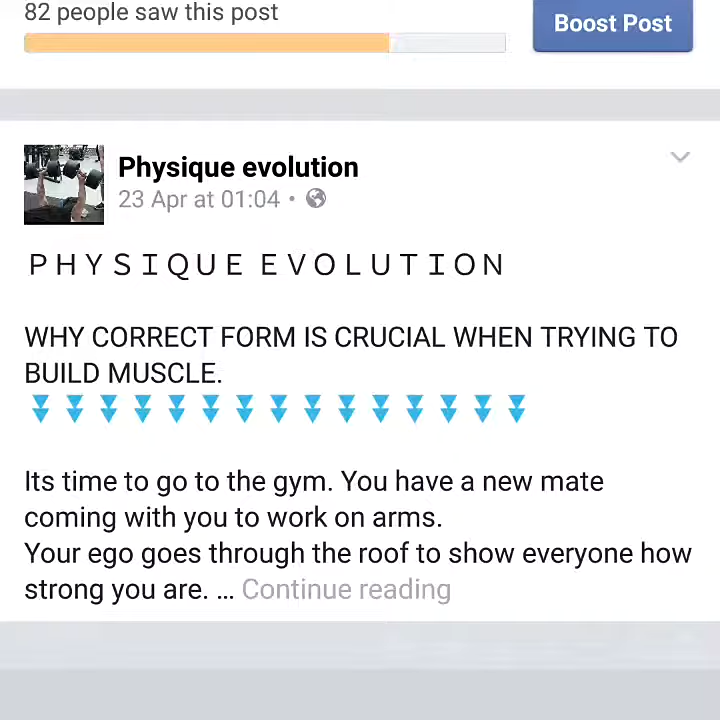 82 people saw this post
Boost Post
Physique evolution
23 Apr at 01:04 •
PHYSIQUE EVOLUTION
WHY CORRECT FORM IS CRUCIAL WHEN TRYING TO
BUILD MUSCLE.
⏬ ⏬ ⏬ ⏬ ⏬ ⏬ ⏬ ⏬ ⏬ ⏬ ⏬ ⏬ ⏬ ⏬ ⏬
Its time to go to the gym. You have a new mate
coming with you to work on arms.
Your ego goes through the roof to show everyone how
strong you are. ... Continue reading